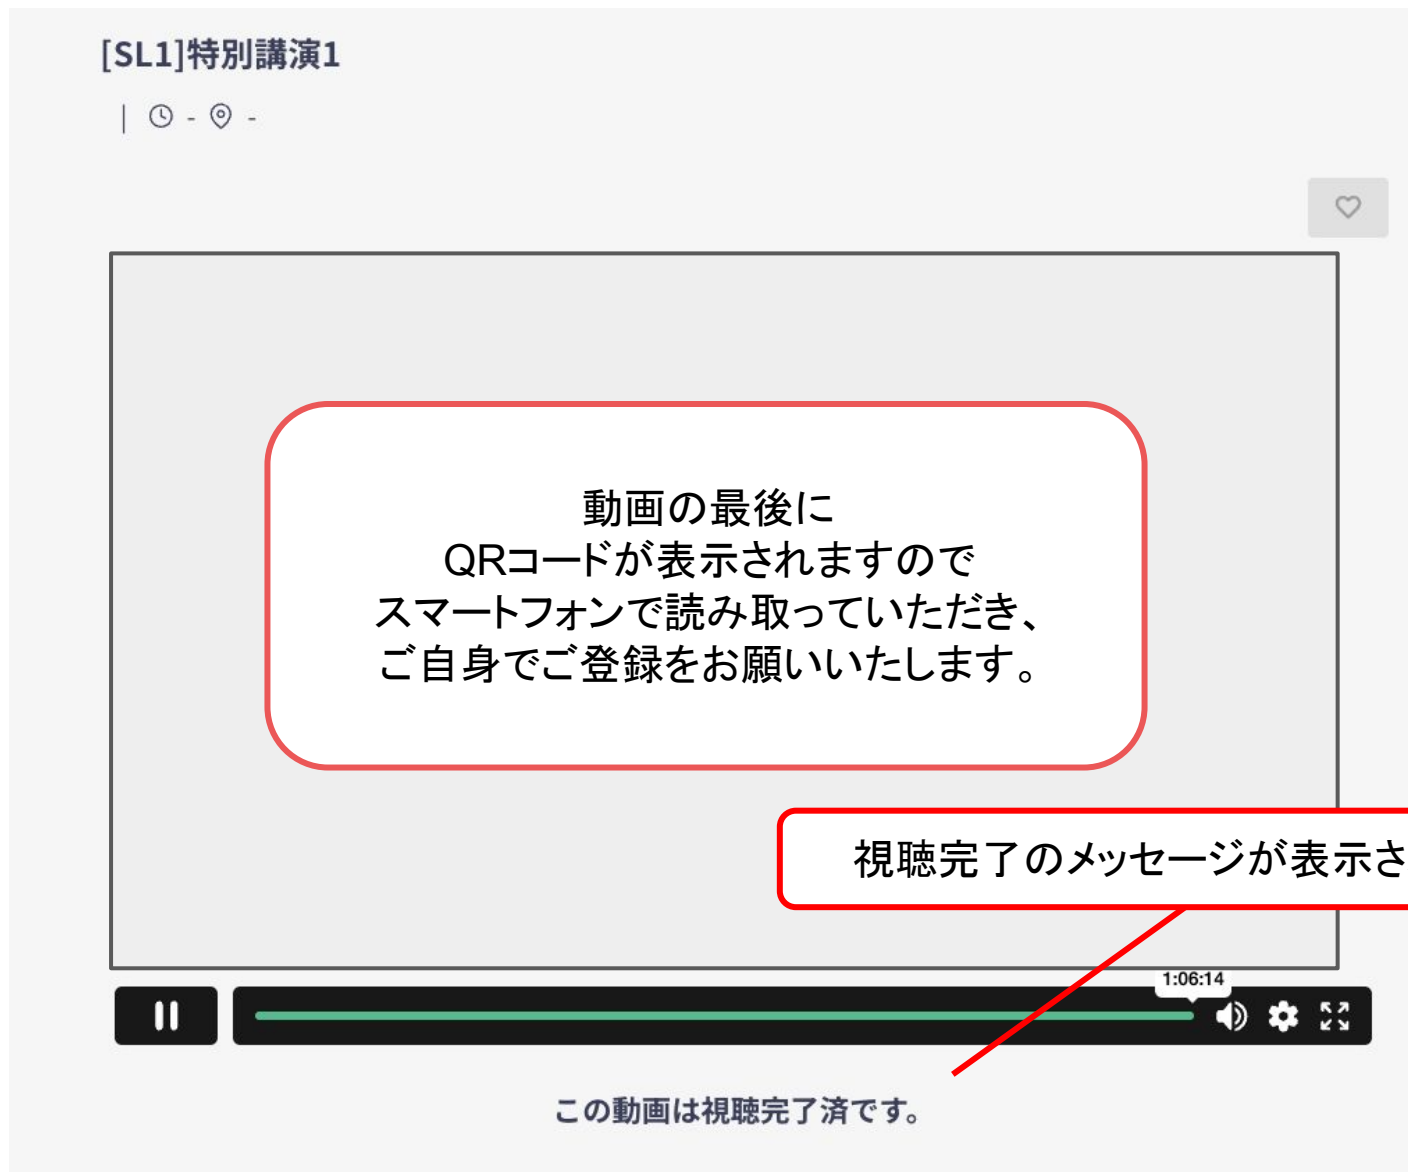 [SL1]特別講演1
| - -
動画の最後に
QRコードが表示されますので
スマートフォンで読み取っていただき、
ご自身でご登録をお願いいたします。
視聴完了のメッセージが表示さ
1:06:14
この動画は視聴完了済です。